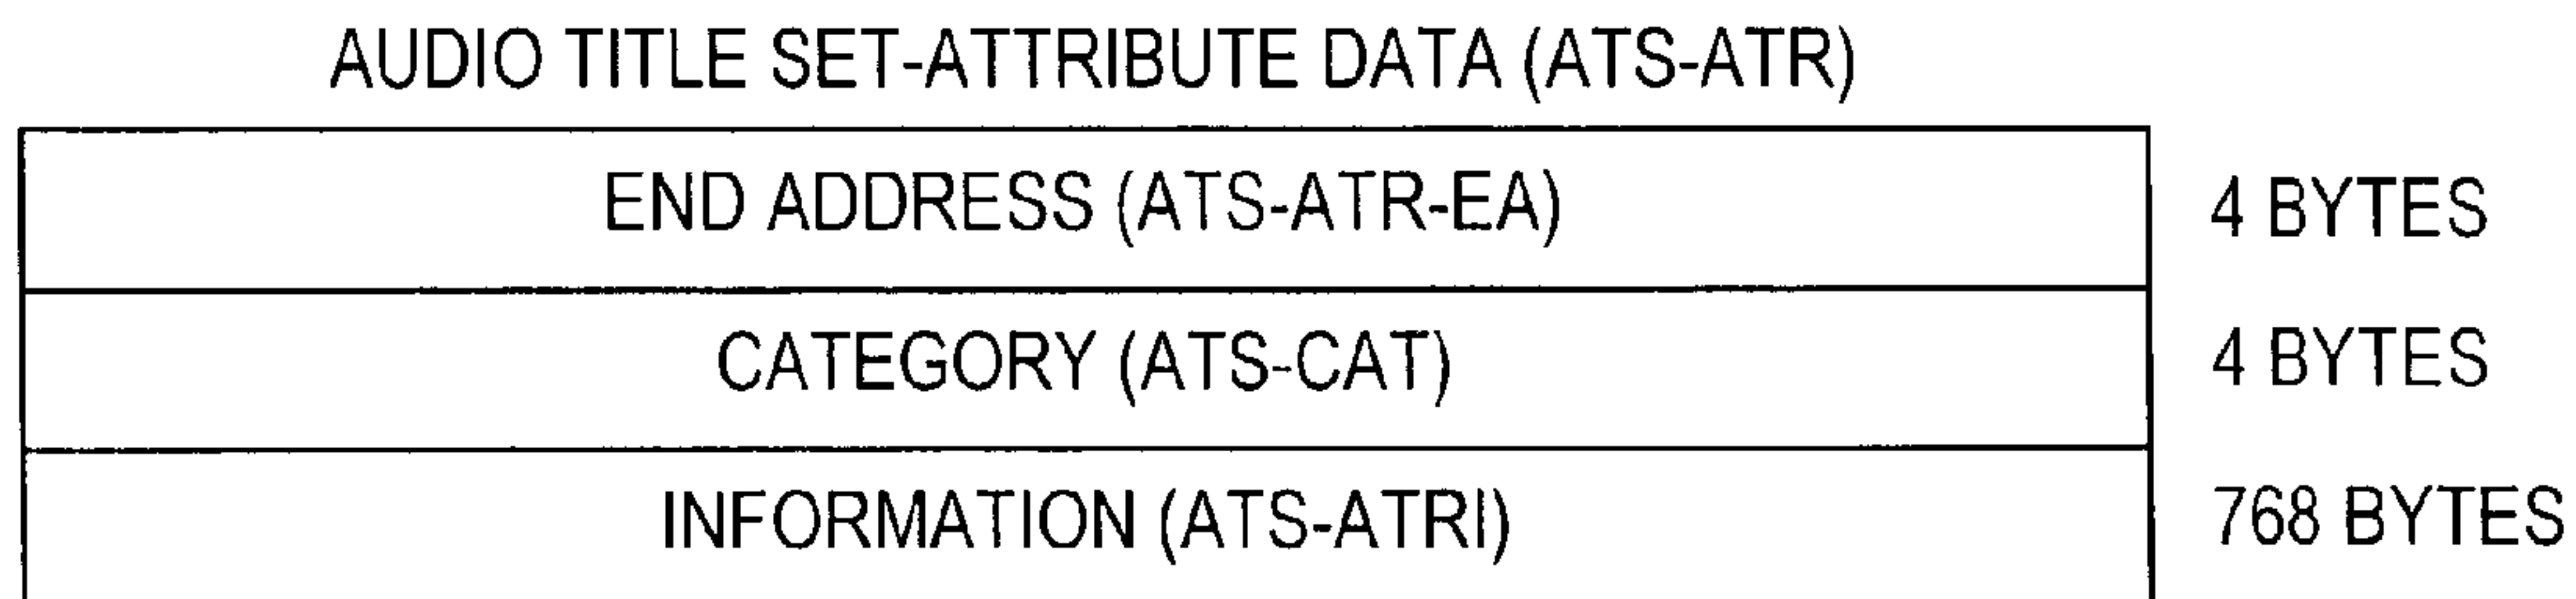 AUDIO TITLE SET-ATTRIBUTE DATA (ATS-ATR)
END ADDRESS (ATS-ATR-EA) 4 BYTES
CATEGORY (ATS-CAT) 4 BYTES
INFORMATION (ATS-ATRI) 768 BYTES